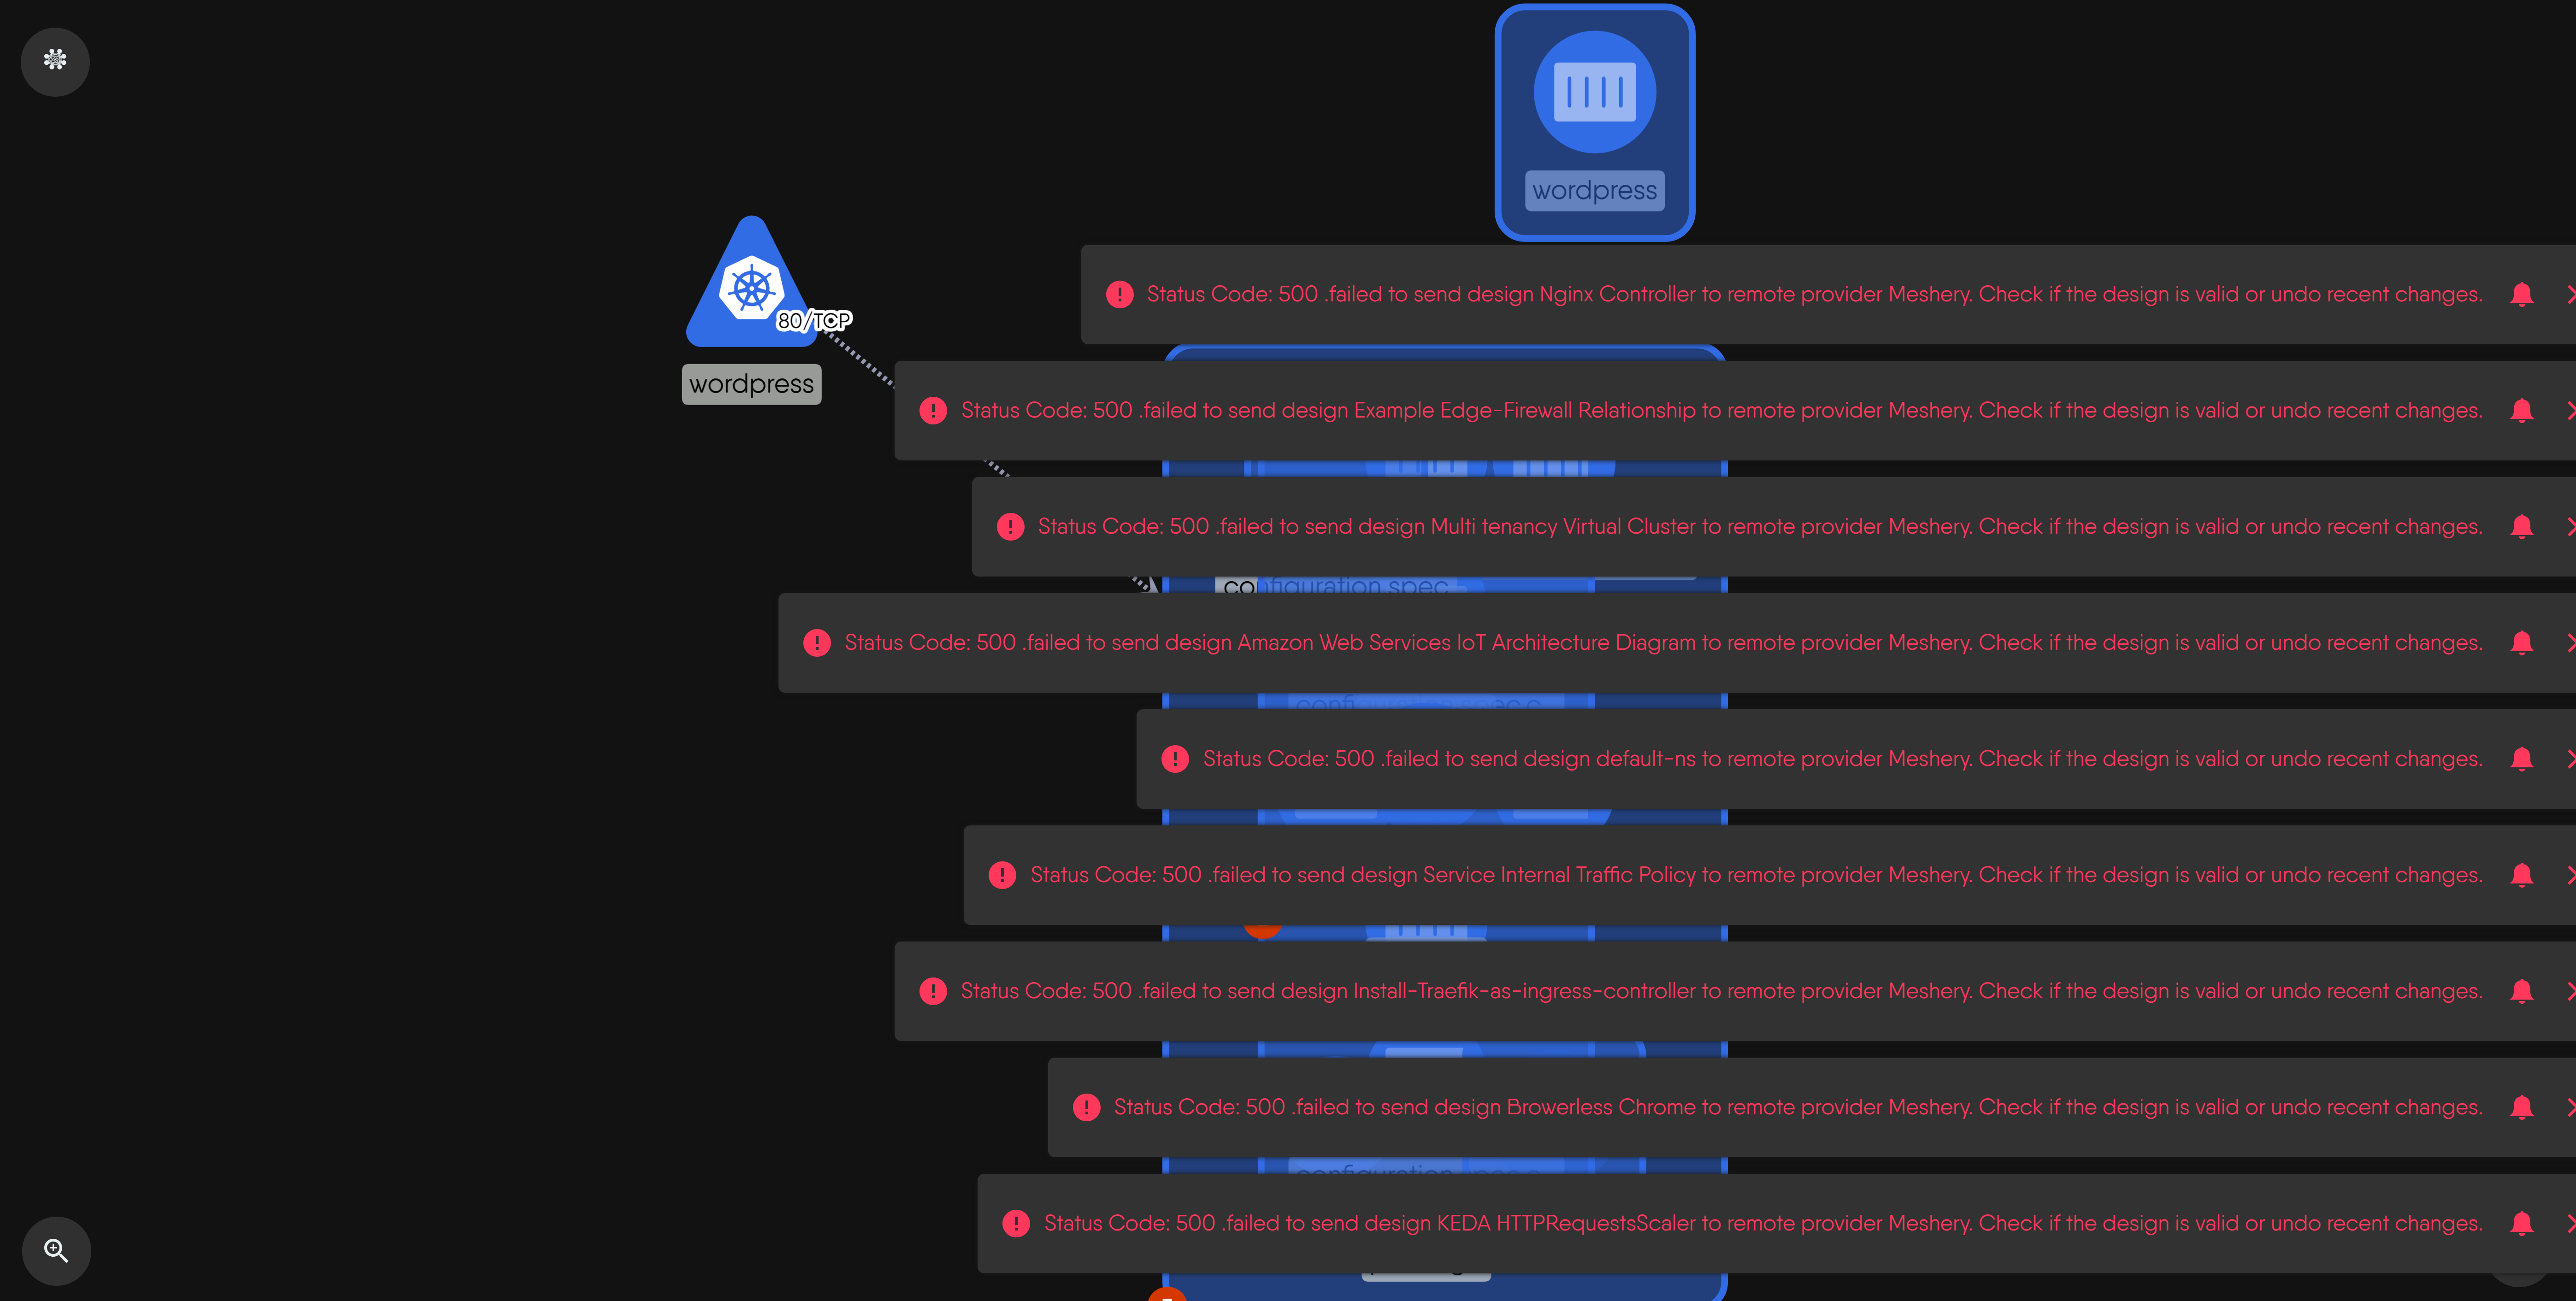 wordpress
80/TCP
wordpress
Status Code: 500 .failed to send design Nginx Controller to remote provider Meshery. Check if the design is valid or undo recent changes.
Status Code: 500 .failed to send design Example Edge-Firewall Relationship to remote provider Meshery. Check if the design is valid or undo recent changes.
Status Code: 500 .failed to send design Multi tenancy Virtual Cluster to remote provider Meshery. Check if the design is valid or undo recent changes.
configuration.spec
Status Code: 500 .failed to send design Amazon Web Services IoT Architecture Diagram to remote provider Meshery. Check if the design is valid or undo recent changes.
Status Code: 500 .failed to send design default-ns to remote provider Meshery. Check if the design is valid or undo recent changes.
Status Code: 500 .failed to send design Service Internal Traffic Policy to remote provider Meshery. Check if the design is valid or undo recent changes.
Status Code: 500 .failed to send design Install-Traefik-as-ingress-controller to remote provider Meshery. Check if the design is valid or undo recent changes.
Status Code: 500 .failed to send design Browerless Chrome to remote provider Meshery. Check if the design is valid or undo recent changes.
Status Code: 500 .failed to send design KEDA HTTPRequestsScaler to remote provider Meshery. Check if the design is valid or undo recent changes.